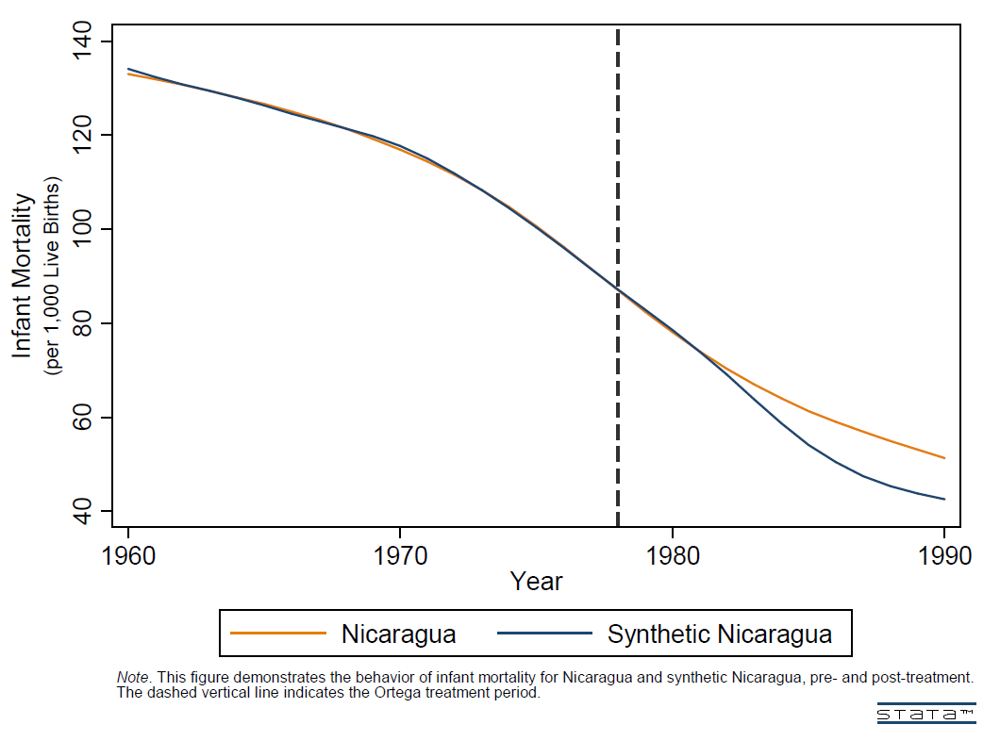 140
120
100
80
60
40
Infant Mortality
(per 1,000 Live Births)
1960 1970 1980 1990
Year
Nicaragua Synthetic Nicaragua
Note. This figure demonstrates the behavior of infant mortality for Nicaragua and synthetic Nicaragua, pre- and post-treatment.
The dashed vertical line indicates the Ortega treatment period.
STATA™